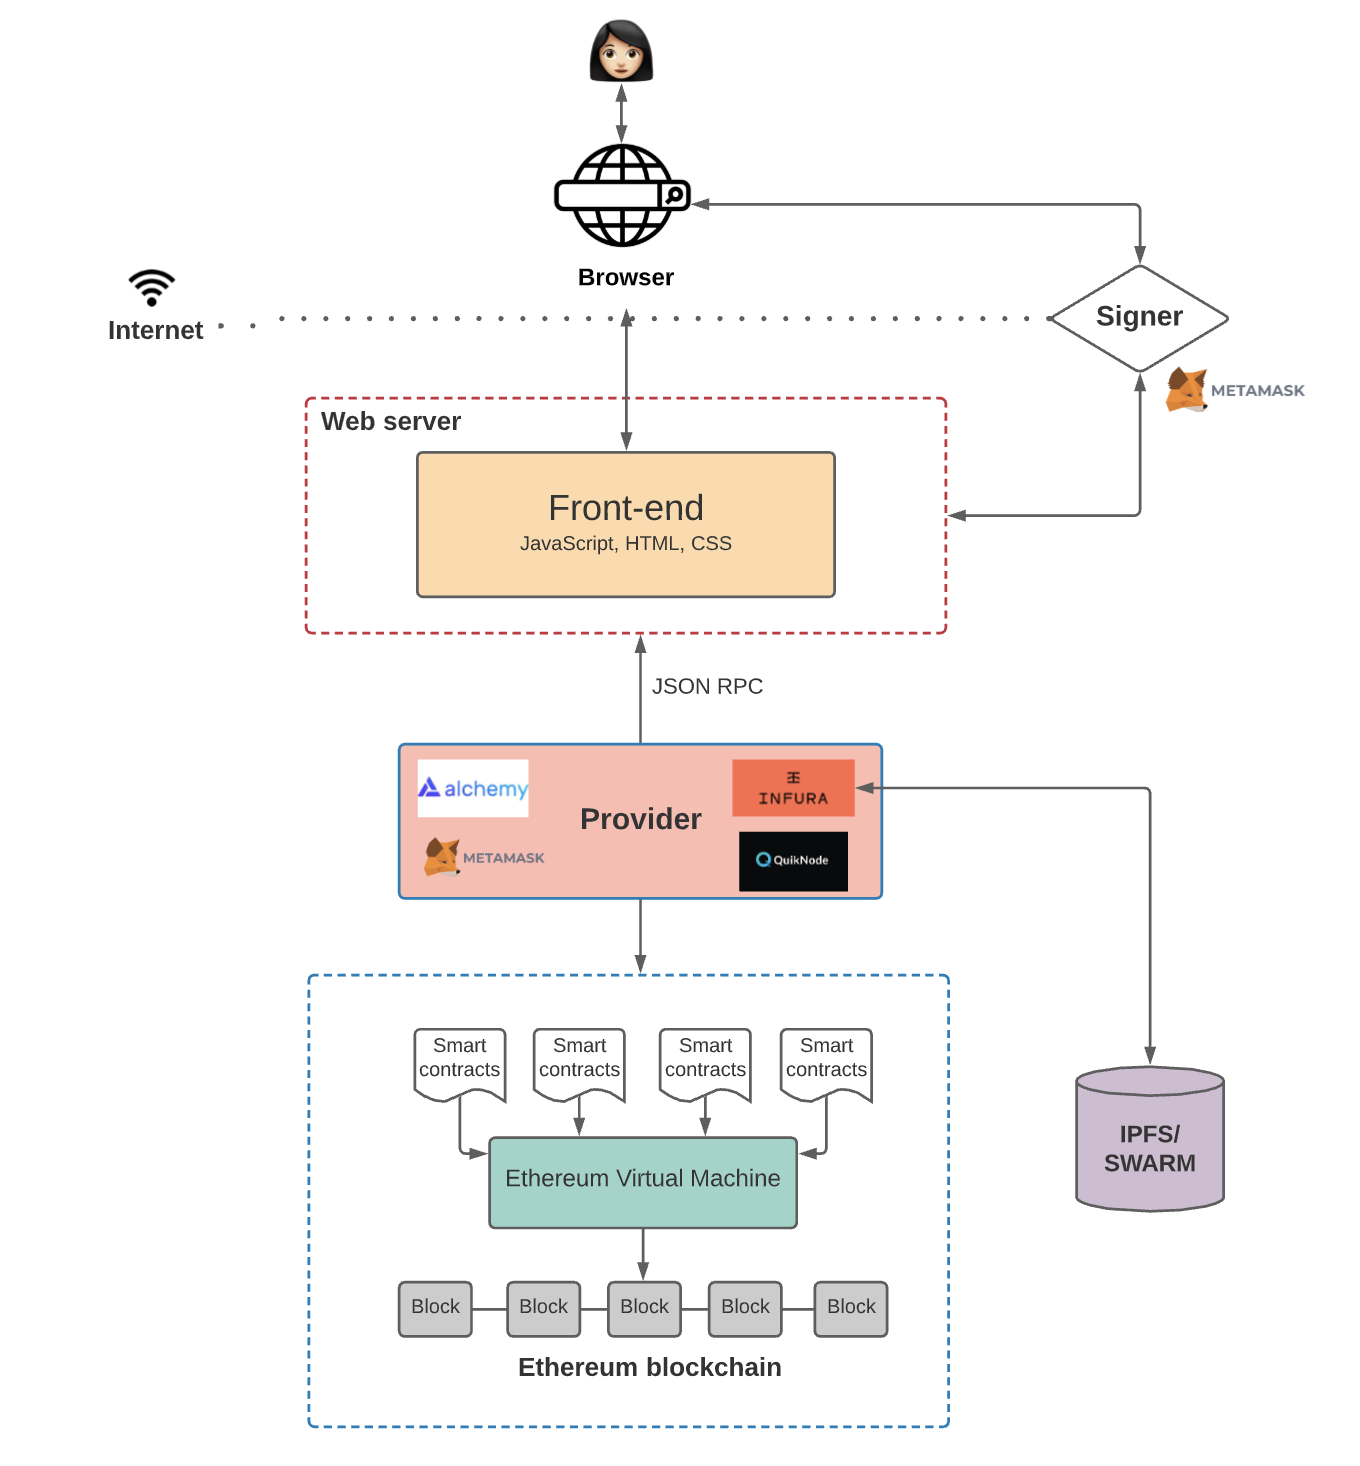 Browser
Internet
Signer
METAMASK
Web server
Front-end
JavaScript, HTML, CSS
JSON RPC
alchemy
INFURA
Provider
METAMASK
QuikNode
Smart
contracts
Smart
contracts
Smart
contracts
Smart
contracts
Ethereum Virtual Machine
IPFS/
SWARM
Block
Block
Block
Block
Block
Ethereum blockchain